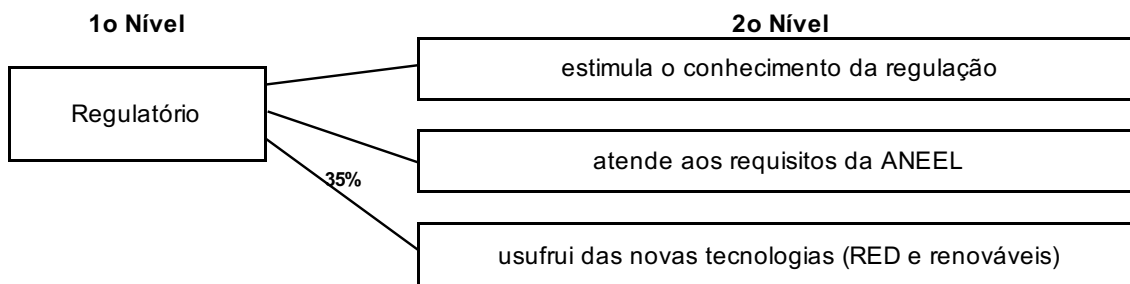 1o Nível
2o Nível
estimula o conhecimento da regulação
Regulatório
atende aos requisitos da ANEEL
35%
usufrui das novas tecnologias (RED e renováveis)